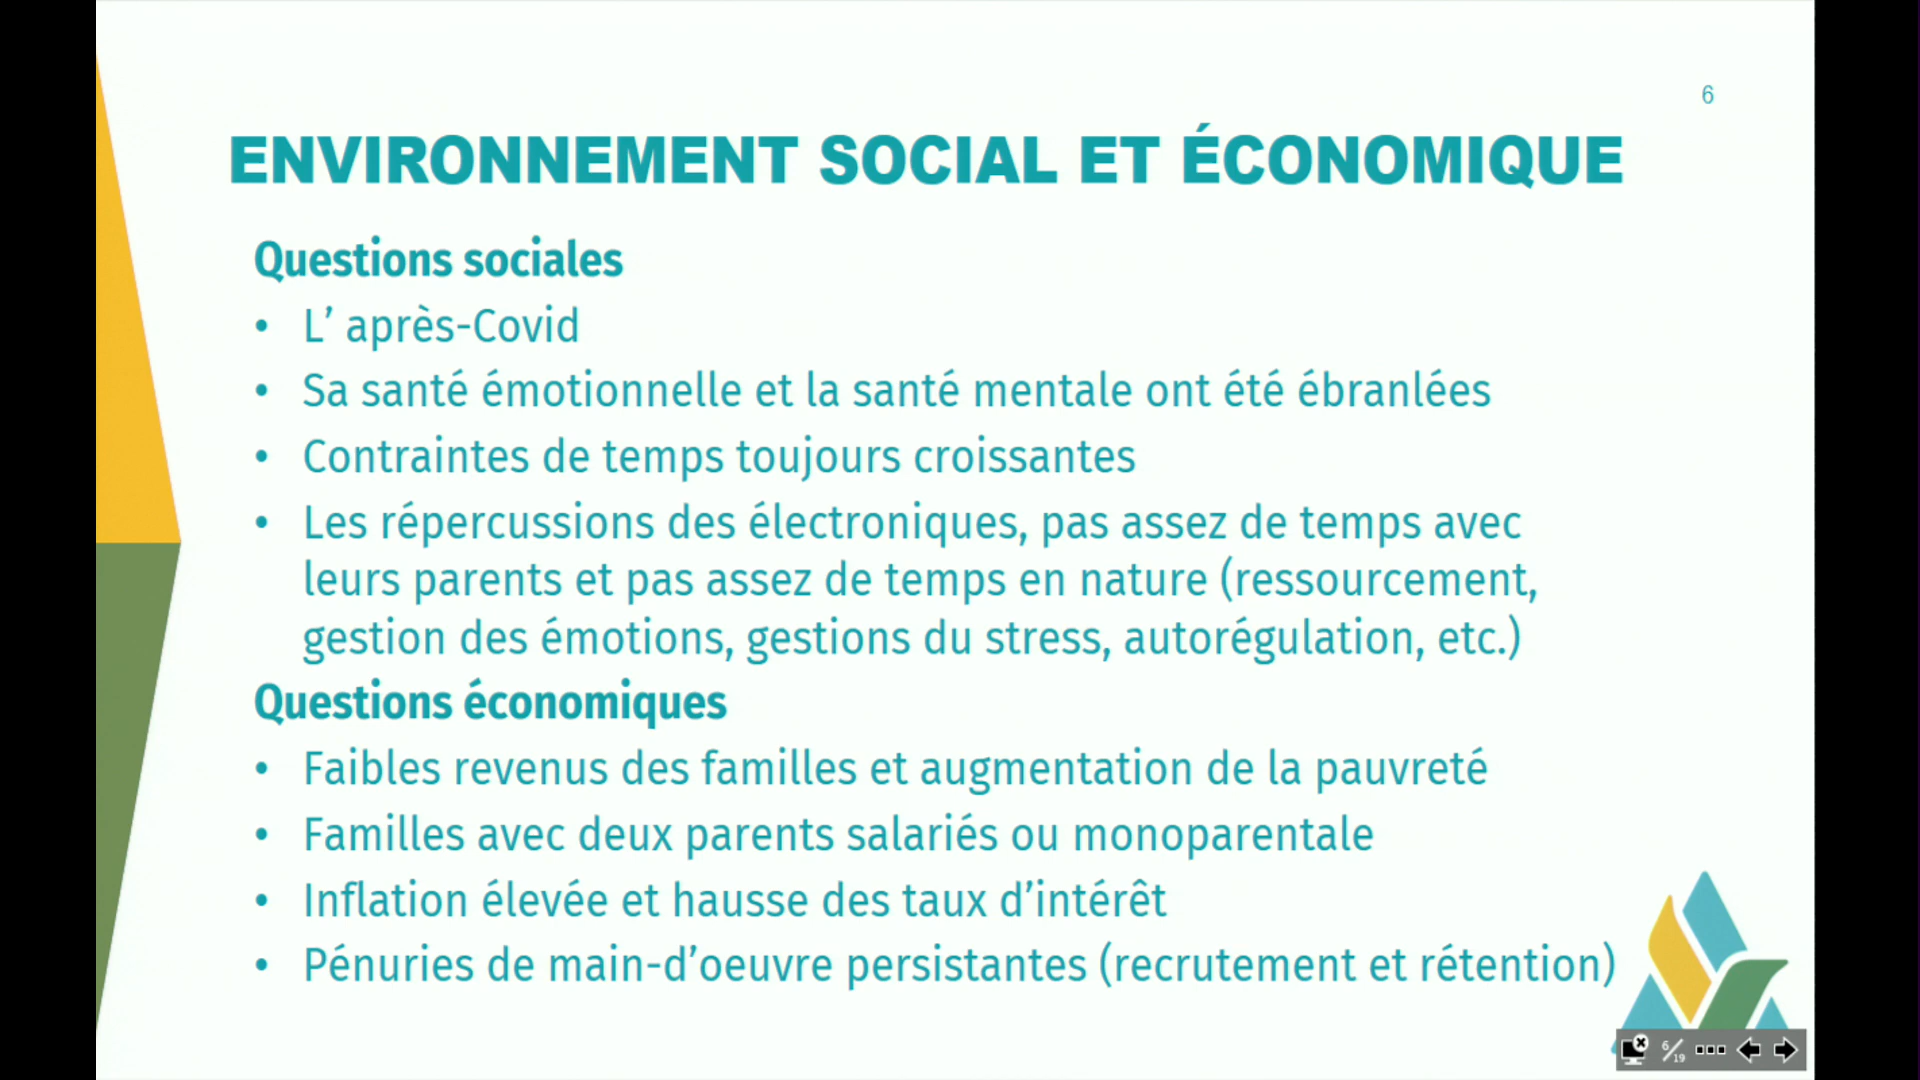 6
ENVIRONNEMENT SOCIAL ET ÉCONOMIQUE
Questions sociales
• L’ après-Covid
• Sa santé émotionnelle et la santé mentale ont été ébranlées
• Contraintes de temps toujours croissantes
• Les répercussions des électroniques, pas assez de temps avec
leurs parents et pas assez de temps en nature (ressourcement,
gestion des émotions, gestions du stress, autorégulation, etc.)
Questions économiques
• Faibles revenus des familles et augmentation de la pauvreté
• Familles avec deux parents salariés ou monoparentale
• Inflation élevée et hausse des taux d’intérêt
• Pénuries de main-d’oeuvre persistantes (recrutement et rétention)
6/19